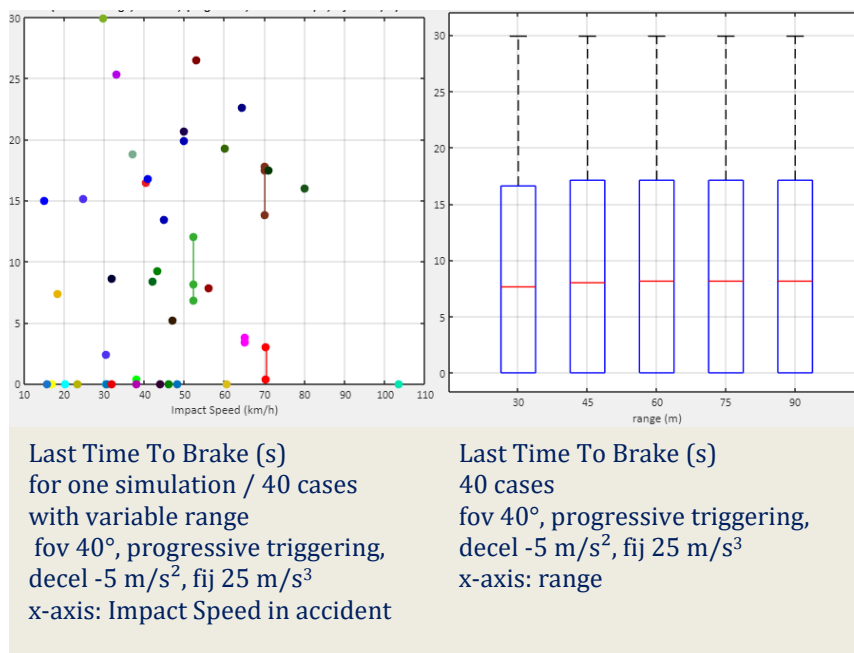 30
25
20
15
10
5
0
10 20 30 40 50 60 70 80 90 100 110
Impact Speed (km/h)
30
25
20
15
10
5
0
30 45 60 75 90
range (m)
Last Time To Brake (s)
for one simulation / 40 cases
with variable range
fov 40°, progressive triggering,
decel -5 m/s², fij 25 m/s³
x-axis: Impact Speed in accident
Last Time To Brake (s)
40 cases
fov 40°, progressive triggering,
decel -5 m/s², fij 25 m/s³
x-axis: range